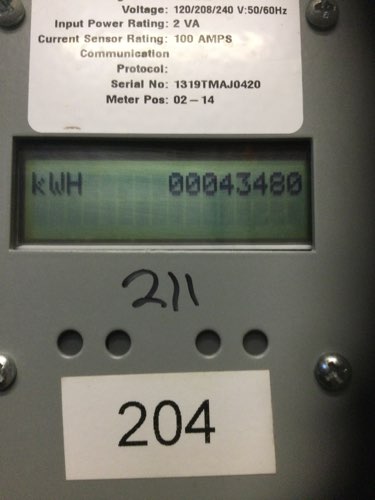 Voltage: 120/208/240 V:50/60Hz
Input Power Rating: 2 VA
Current Sensor Rating: 100 AMPS
Communication
Protocol:
Serial No: 1319TMAJ0420
Meter Pos: 02-14
kWH 00043480
211
204